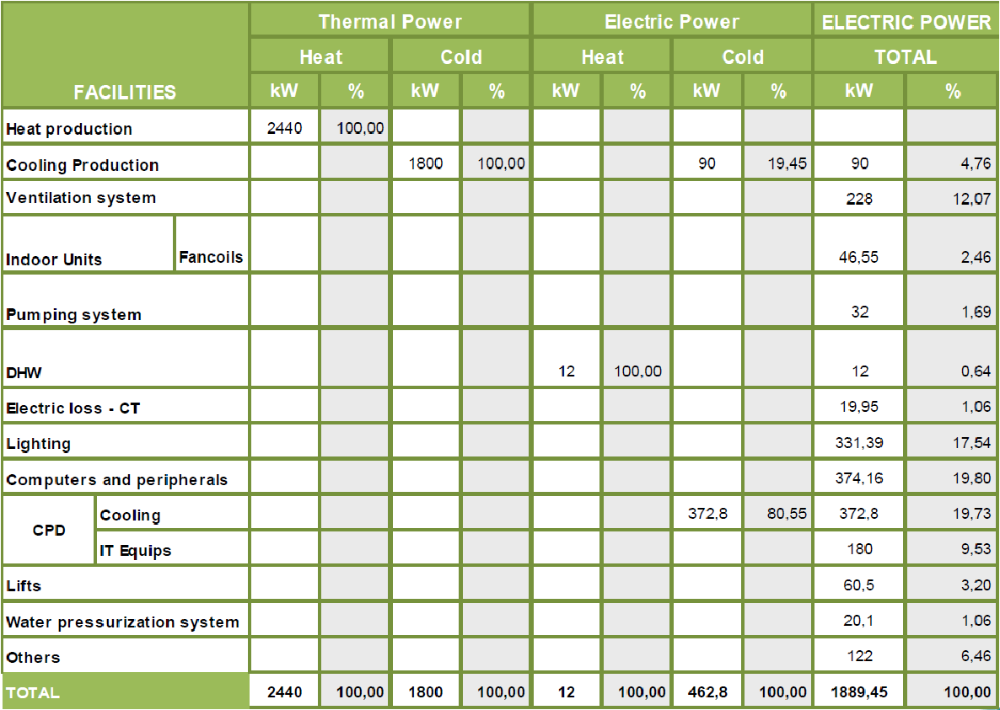 Thermal Power Electric Power ELECTRIC POWER
Heat Cold Heat Cold TOTAL
FACILITIES kW % kW % kW % kW % kW %
Heat production 2440 100,00
Cooling Production 1800 100,00 90 19,45 90 4,76
Ventilation system 228 12,07
Indoor Units Fancoils 46,55 2,46
Pumping system 32 1,69
DHW 12 100,00 12 0,64
Electric loss - CT 19,95 1,06
Lighting 331,39 17,54
Computers and peripherals 374,16 19,80
CPD Cooling 372,8 80,55 372,8 19,73
IT Equips 180 9,53
Lifts 60,5 3,20
Water pressurization system 20,1 1,06
Others 122 6,46
TOTAL 2440 100,00 1800 100,00 12 100,00 462,8 100,00 1889,45 100,00